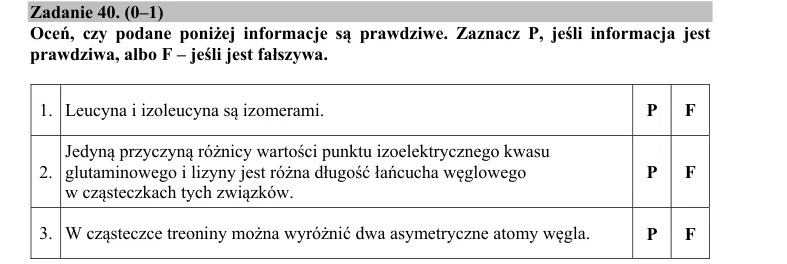 Zadanie 40. (0–1)
Oceń, czy podane poniżej informacje są prawdziwe. Zaznacz P, jeśli informacja jest
prawdziwa, albo F – jeśli jest fałszywa.
1. Leucyna i izoleucyna są izomerami. P F
Jedyną przyczyną różnicy wartości punktu izoelektrycznego kwasu
2. glutaminowego i lizyny jest różna długość łańcucha węglowego P F
w cząsteczkach tych związków.
3. W cząsteczce treoniny można wyróżnić dwa asymetryczne atomy węgla. P F